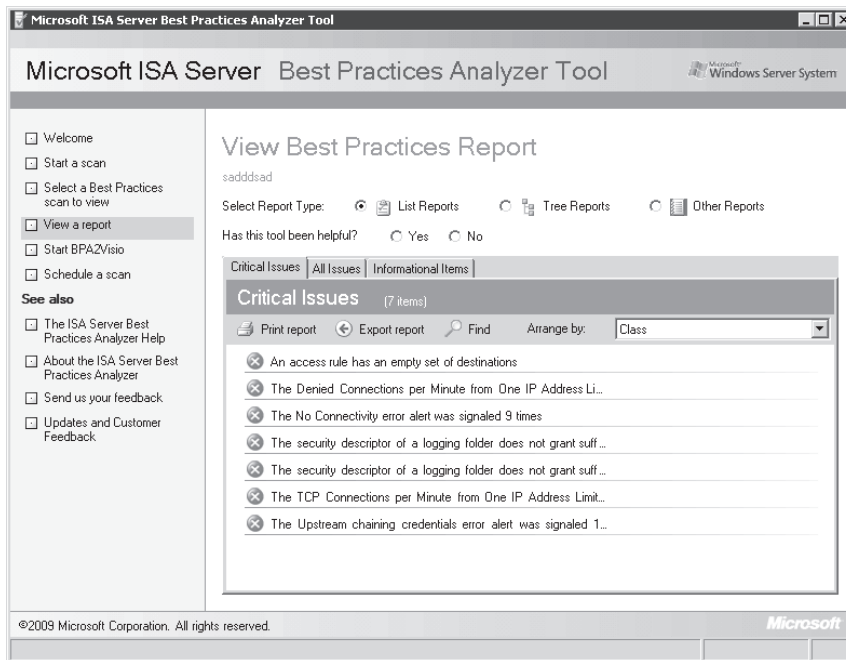 Microsoft ISA Server Best Practices Analyzer Tool
Microsoft ISA Server Best Practices Analyzer Tool
Microsoft
Windows Server System
Welcome
Start a scan
Select a Best Practices
scan to view
View a report
Start BPA2Visio
Schedule a scan
See also
The ISA Server Best
Practices Analyzer Help
About the ISA Server Best
Practices Analyzer
Send us your feedback
Updates and Customer
Feedback
View Best Practices Report
sadddsad
Select Report Type: List Reports Tree Reports Other Reports
Has this tool been helpful? Yes No
Critical Issues All Issues Informational Items
Critical Issues (7 items)
Print report Export report Find Arrange by: Class
An access rule has an empty set of destinations
The Denied Connections per Minute from One IP Address Li...
The No Connectivity error alert was signaled 9 times
The security descriptor of a logging folder does not grant suff...
The security descriptor of a logging folder does not grant suff...
The TCP Connections per Minute from One IP Address Limit...
The Upstream chaining credentials error alert was signaled 1...
©2009 Microsoft Corporation. All rights reserved.
Microsoft